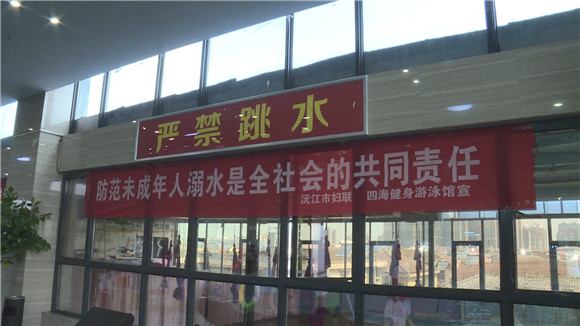 严禁跳水
防范未成年人溺水是全社会的共同责任
沅江市妇联 四海健身游泳馆宣